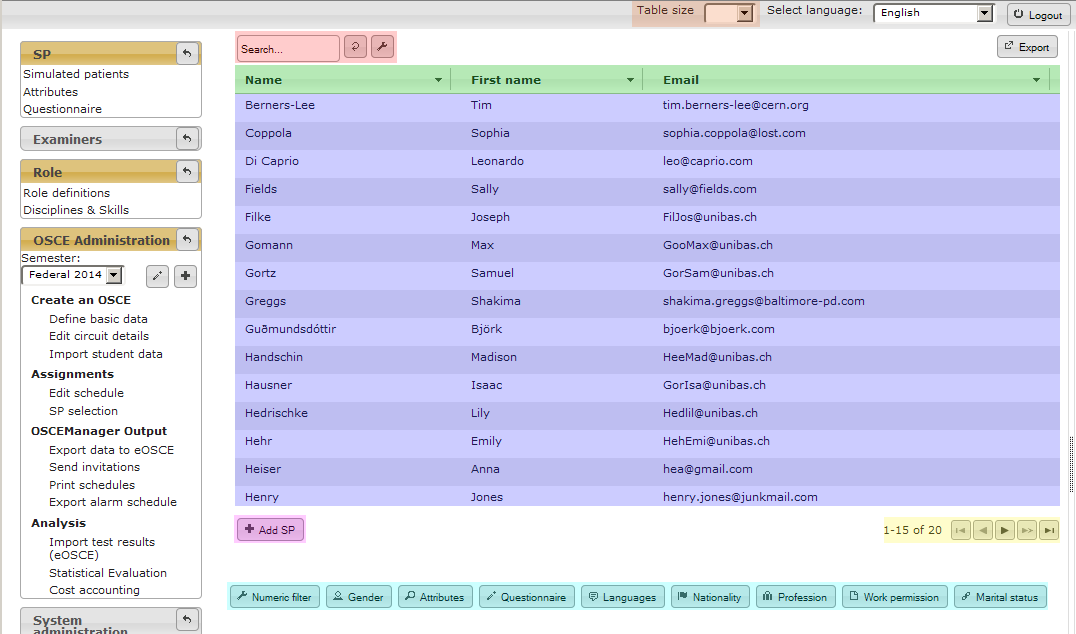 Table size
Select language:
English
Logout
SP
Simulated patients
Attributes
Questionnaire
Examiners
Role
Role definitions
Disciplines & Skills
OSCE Administration
Semester:
Federal 2014
Create an OSCE
Define basic data
Edit circuit details
Import student data
Assignments
Edit schedule
SP selection
OSCEManager Output
Export data to eOSCE
Send invitations
Print schedules
Export alarm schedule
Analysis
Import test results
(eOSCE)
Statistical Evaluation
Cost accounting
System
administration
Search...
Export
Name First name Email
Berners-Lee Tim tim.berners-lee@cern.org
Coppola Sophia sophia.coppola@lost.com
Di Caprio Leonardo leo@caprio.com
Fields Sally sally@fields.com
Filke Joseph FilJos@unibas.ch
Gomann Max GooMax@unibas.ch
Gortz Samuel GorSam@unibas.ch
Greggs Shakima shakima.greggs@baltimore-pd.com
Guðmundsdóttir Björk bjoerk@bjoerk.com
Handschin Madison HeeMad@unibas.ch
Hausner Isaac GorIsa@unibas.ch
Hedrischke Lily Hedlil@unibas.ch
Hehr Emily HehEmi@unibas.ch
Heiser Anna hea@gmail.com
Henry Jones henry.jones@junkmail.com
Add SP
1-15 of 20
Numeric filter Gender Attributes Questionnaire Languages Nationality Profession Work permission Marital status